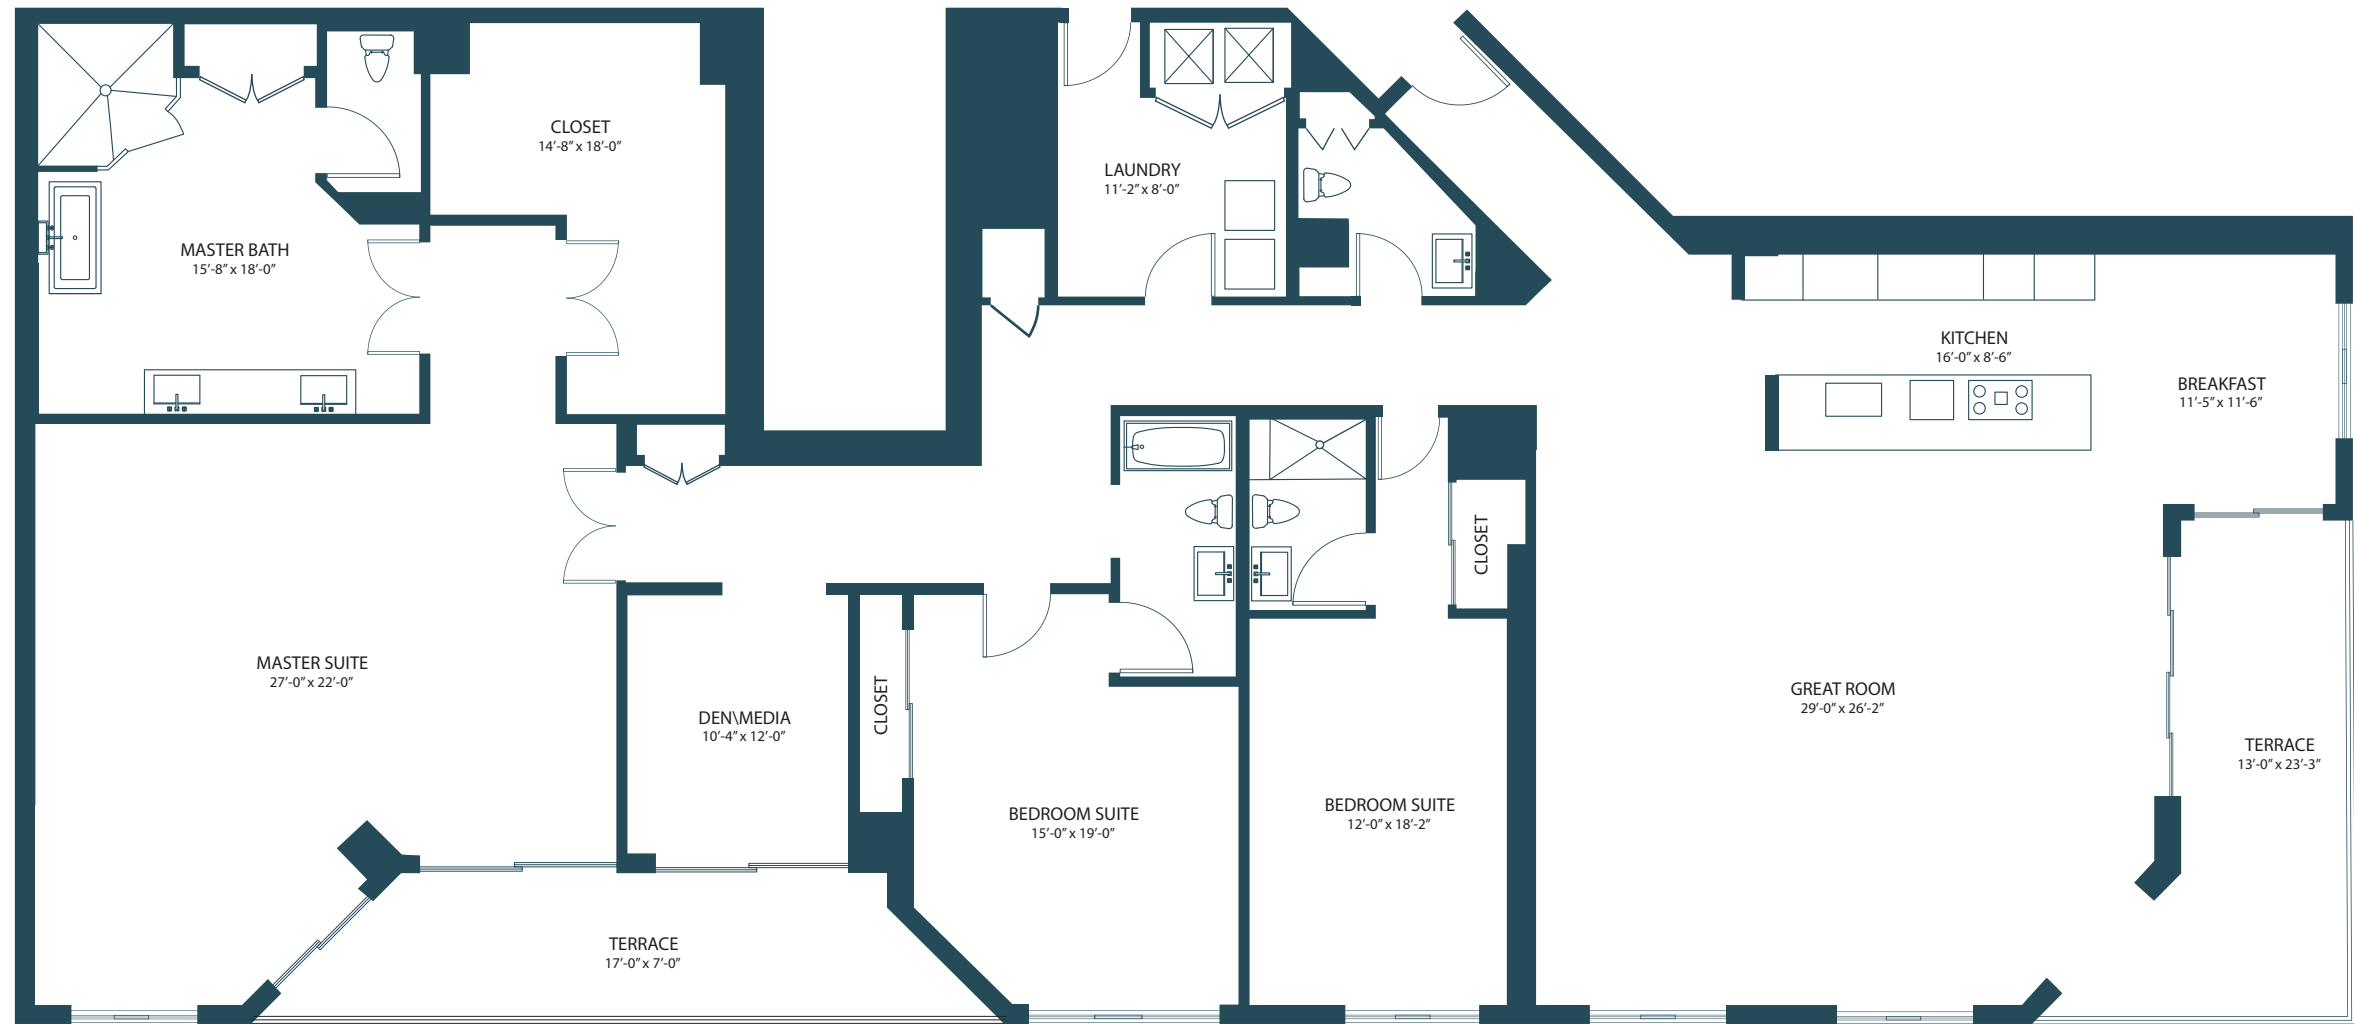 CLOSET
14'-8" x 18'-0"
LAUNDRY
11'-2" x 8'-0"
MASTER BATH
15'-8" x 18'-0"
KITCHEN
16'-0" x 8'-6"
BREAKFAST
11'-5" x 11'-6"
CLOSET
MASTER SUITE
27'-0" x 22'-0"
DEN\MEDIA
10'-4" x 12'-0"
CLOSET
GREAT ROOM
29'-0" x 26'-2"
TERRACE
13'-0" x 23'-3"
BEDROOM SUITE
15'-0" x 19'-0"
BEDROOM SUITE
12'-0" x 18'-2"
TERRACE
17'-0" x 7'-0"